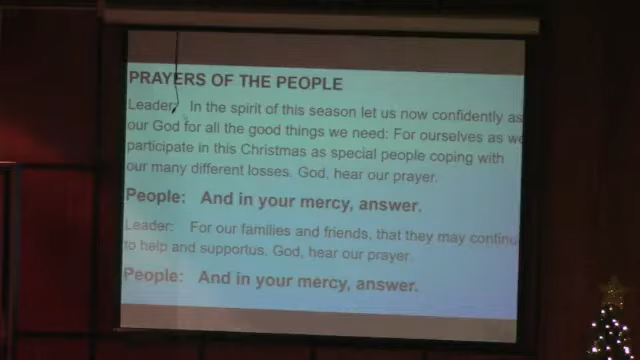 PRAYERS OF THE PEOPLE
Leader: In the spirit of this season let us now confidently as
our God for all the good things we need: For ourselves as we
participate in this Christmas as special people coping with
our many different losses. God, hear our prayer.
People: And in your mercy, answer.
Leader: For our families and friends, that they may continu
to help and supportus. God, hear our prayer.
People: And in your mercy, answer.